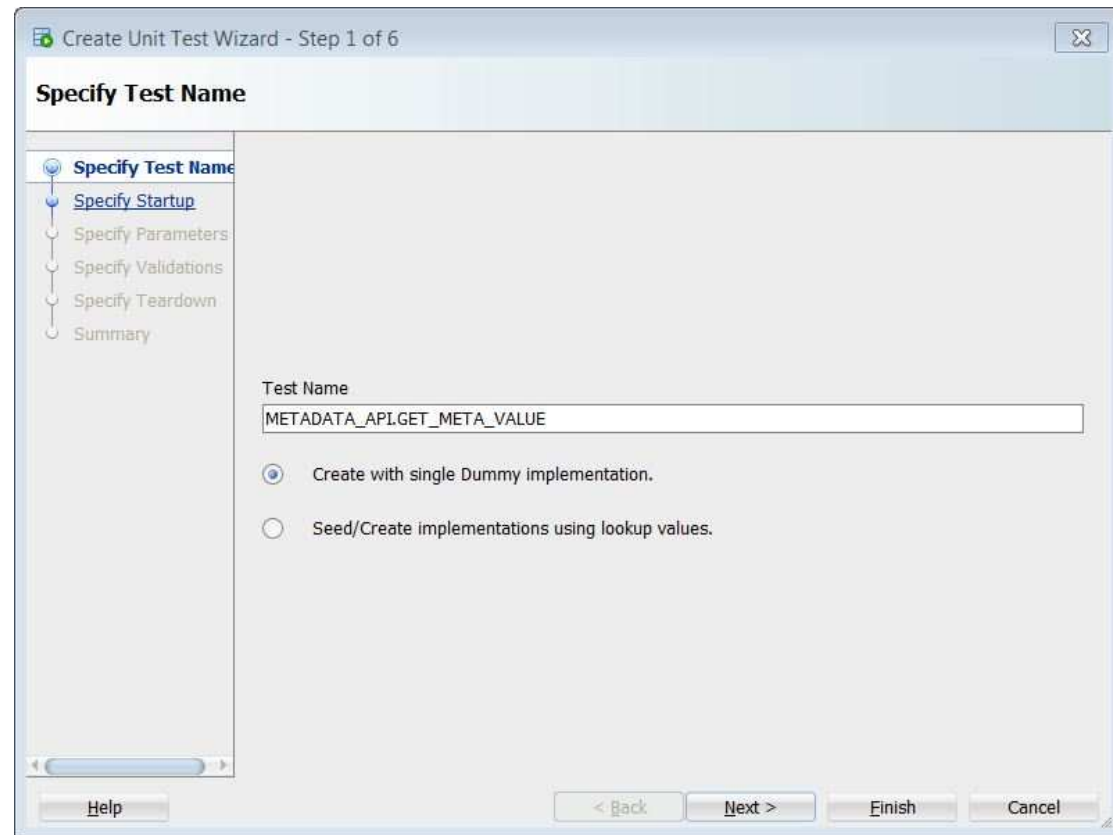 Create Unit Test Wizard - Step 1 of 6
Specify Test Name
Specify Test Name
Specify Startup
Specify Parameters
Specify Validations
Specify Teardown
Summary
Test Name
METADATA_API.GET_META_VALUE
Create with single Dummy implementation.
Seed/Create implementations using lookup values.
Help
< Back
Next >
Finish
Cancel